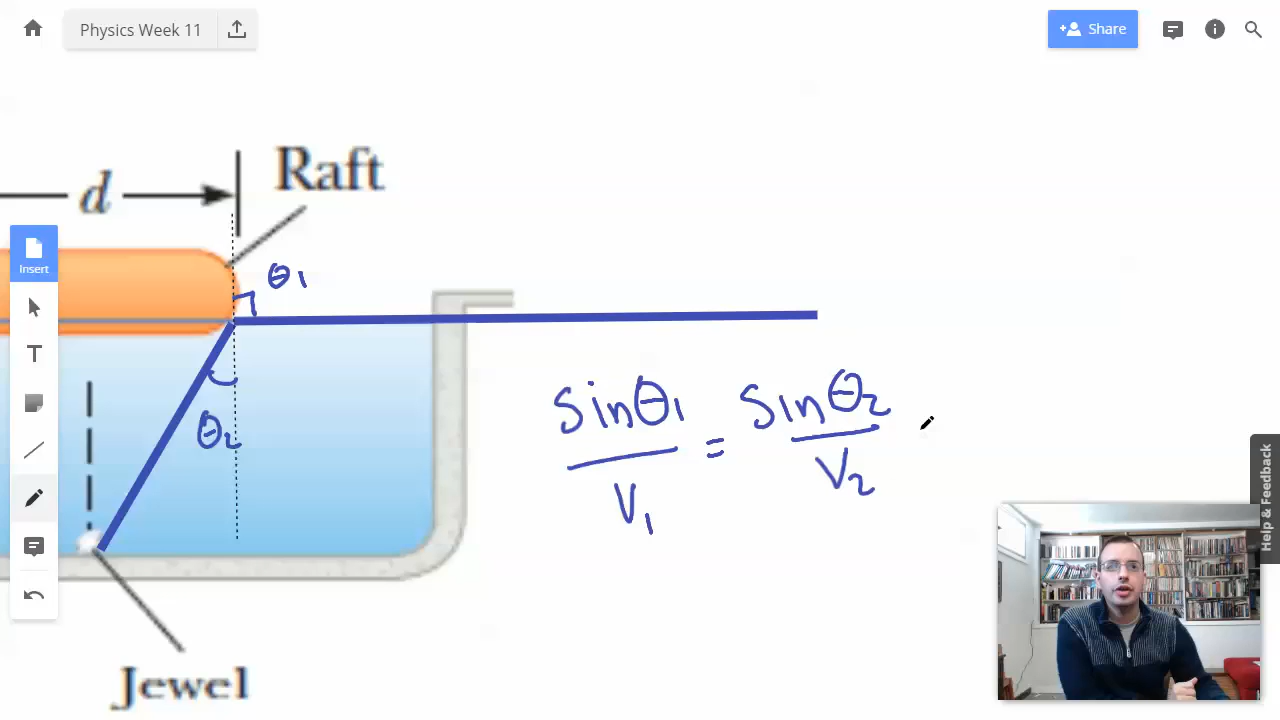 Physics Week 11
Share
d
Raft
Insert
θ1
T
sinθ1 / V1 = sinθ2 / V2
θ2
Help & Feedback
Jewel